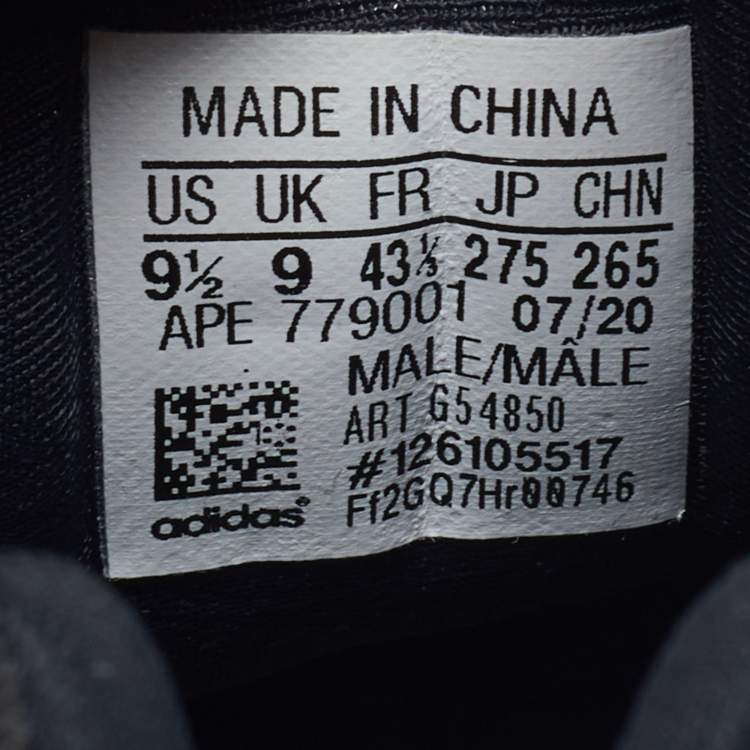 MADE IN CHINA
US UK FR JP CHN
9½ 9 43⅓ 275 265
APE 779001 07/20
MALE/MÂLE
ART G54850
#126105517
Ff2GQ7Hr00746
adidas®